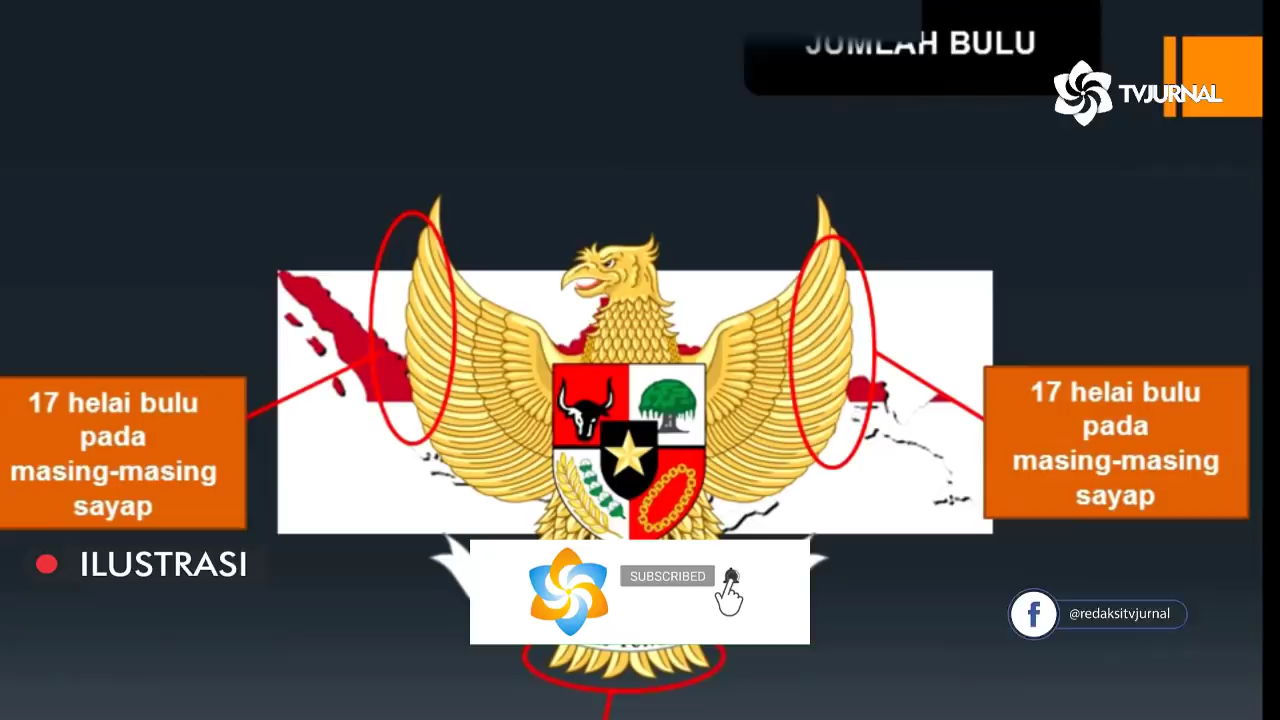 JUMLAH BULU
TVJURNAL
17 helai bulu
pada
masing-masing
sayap
17 helai bulu
pada
masing-masing
sayap
ILUSTRASI
SUBSCRIBED
f
@redaksitvjurnal